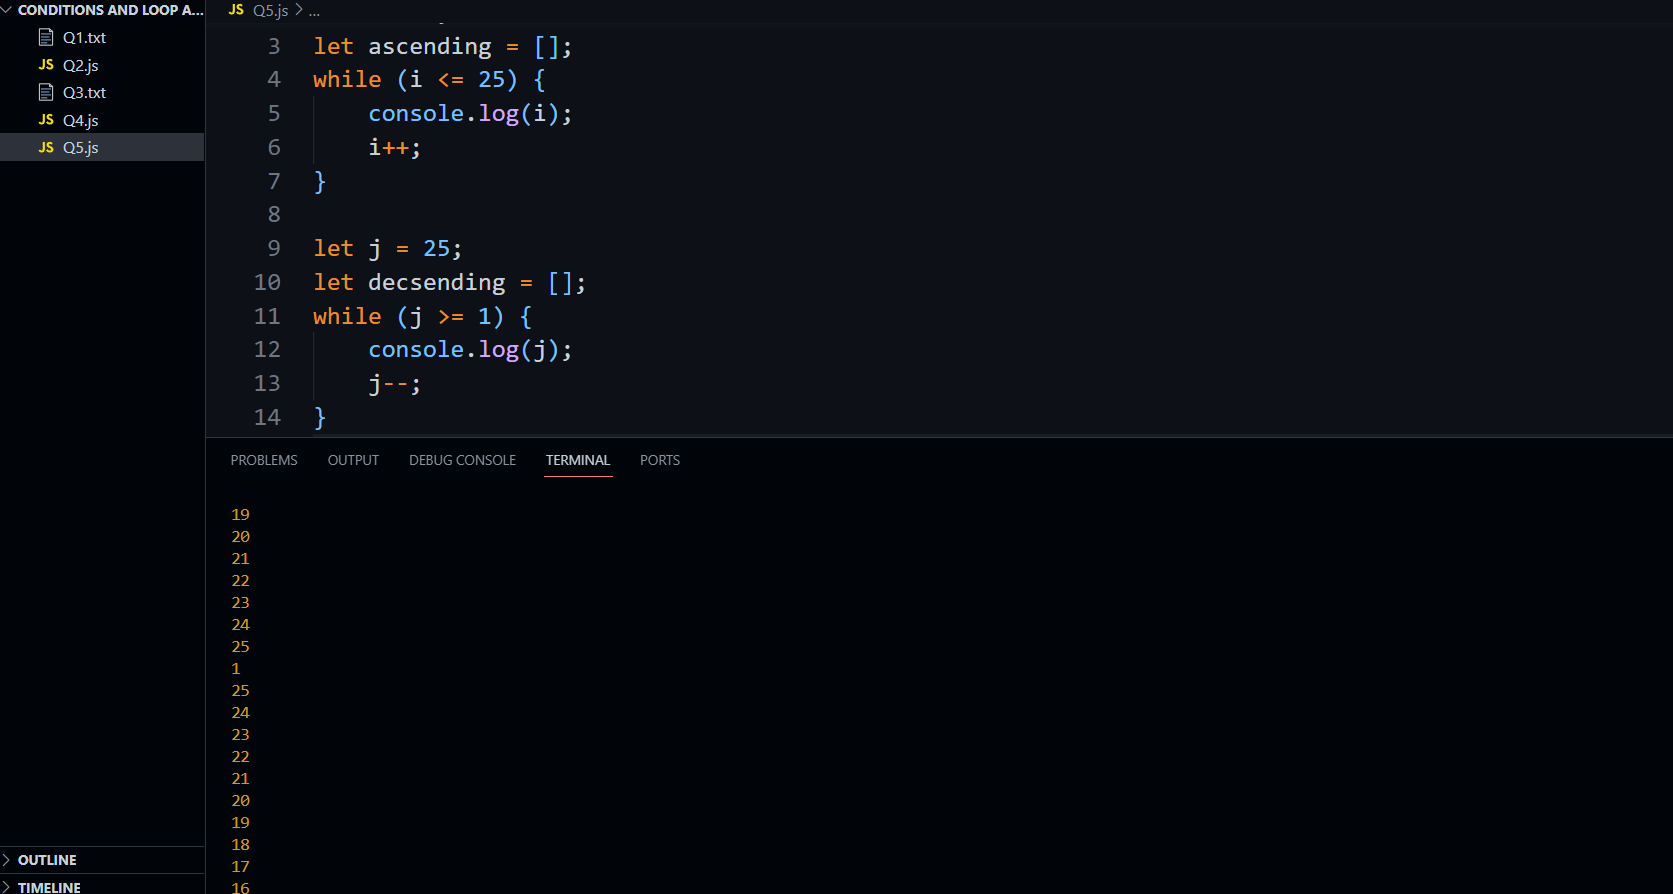 CONDITIONS AND LOOP A...
Q1.txt
JS Q2.js
Q3.txt
JS Q4.js
JS Q5.js
OUTLINE
TIMELINE
JS Q5.js > ...
3 let ascending = [];
4 while (i <= 25) {
5 console.log(i);
6 i++;
7 }
8
9 let j = 25;
10 let decsending = [];
11 while (j >= 1) {
12 console.log(j);
13 j--;
14 }
PROBLEMS OUTPUT DEBUG CONSOLE TERMINAL PORTS
19
20
21
22
23
24
25
1
25
24
23
22
21
20
19
18
17
16